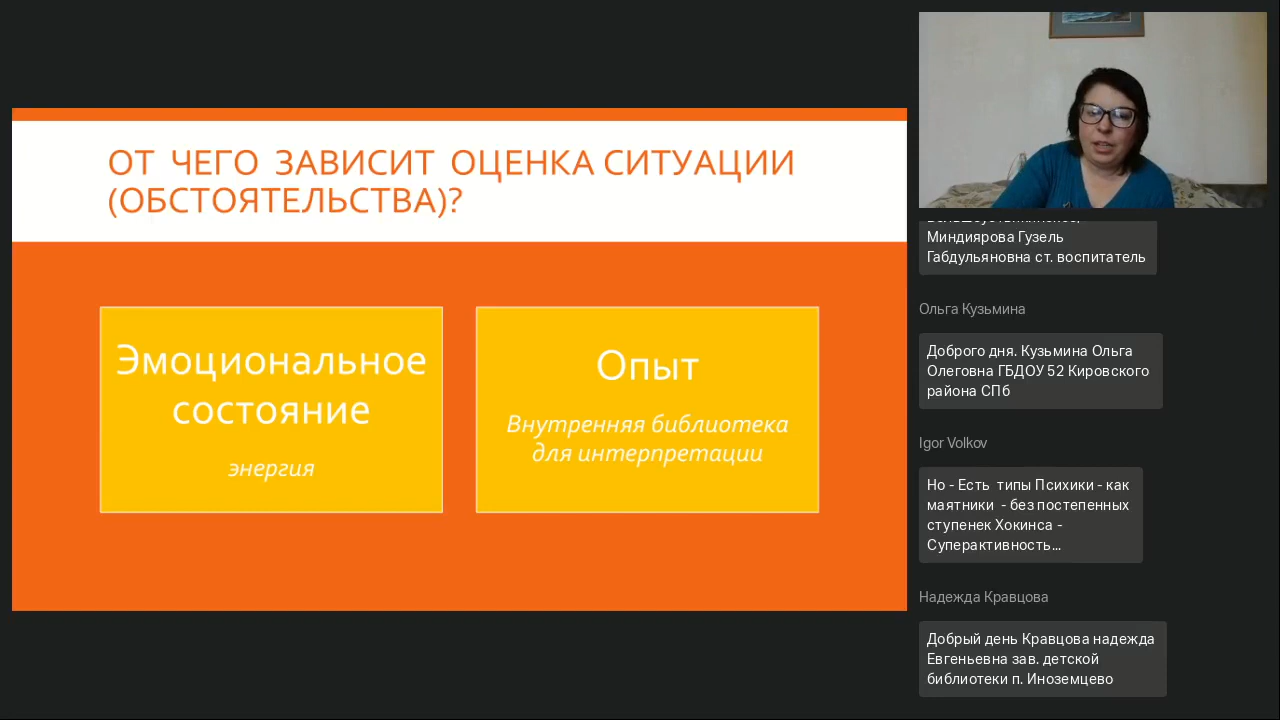 ОТ ЧЕГО ЗАВИСИТ ОЦЕНКА СИТУАЦИИ
(ОБСТОЯТЕЛЬСТВА)?
Эмоциональное
состояние
энергия
Опыт
Внутренняя библиотека
для интерпретации
Миндиярова Гузель
Габдульяновна ст. воспитатель
Ольга Кузьмина
Доброго дня. Кузьмина Ольга
Олеговна ГБДОУ 52 Кировского
района СПб
Igor Volkov
Но - Есть типы Психики - как
маятники - без постепенных
ступенек Хокинса -
Суперактивность...
Надежда Кравцова
Добрый день Кравцова надежда
Евгеньевна зав. детской
библиотеки п. Иноземцево